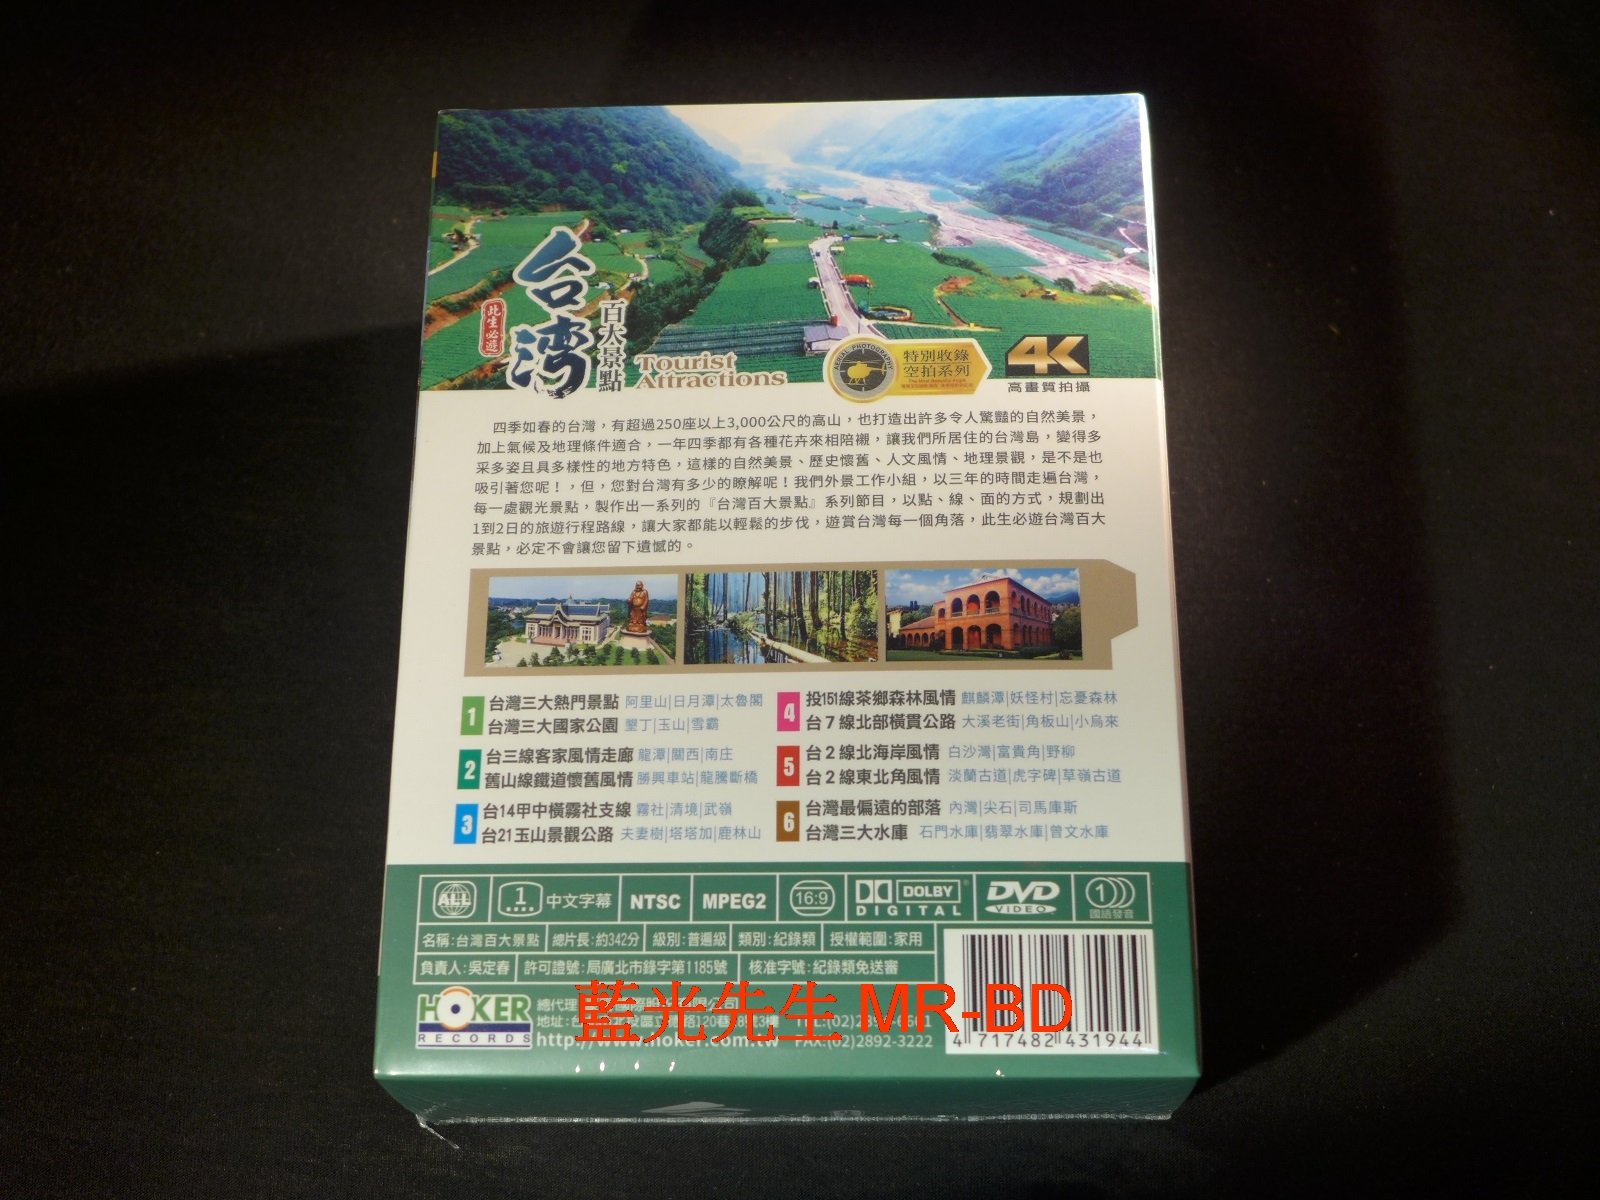 台灣
此生必遊
百大景點
Tourist
Attractions
AERIAL PHOTOGRAPHY
特別收錄
空拍系列
The Most Beautiful Angle
4K
高畫質拍攝
四季如春的台灣，有超過250座以上3,000公尺的高山，也打造出許多令人驚豔的自然美景，
加上氣候及地理條件適合，一年四季都有各種花卉來相陪襯，讓我們所居住的台灣島，變得多
采多姿且具多樣性的地方特色，這樣的自然美景、歷史懷舊、人文風情、地理景觀，是不是也
吸引著您呢！，但，您對台灣有多少的瞭解呢！我們外景工作小組，以三年的時間走遍台灣，
每一處觀光景點，製作出一系列的『台灣百大景點』系列節目，以點、線、面的方式，規劃出
1到2日的旅遊行程路線，讓大家都能以輕鬆的步伐，遊賞台灣每一個角落，此生必遊台灣百大
景點，必定不會讓您留下遺憾的。
1 台灣三大熱門景點 阿里山|日月潭|太魯閣
台灣三大國家公園 墾丁|玉山|雪霸
2 台三線客家風情走廊 龍潭|關西|南庄
舊山線鐵道懷舊風情 勝興車站|龍騰斷橋
3 台14甲中橫霧社支線 霧社|清境|武嶺
台21玉山景觀公路 夫妻樹|塔塔加|鹿林山
4 投151線茶鄉森林風情 麒麟潭|妖怪村|忘憂森林
台7線北部橫貫公路 大溪老街|角板山|小烏來
5 台2線北海岸風情 白沙灣|富貴角|野柳
台2線東北角風情 淡蘭古道|虎字碑|草嶺古道
6 台灣最偏遠的部落 內灣|尖石|司馬庫斯
台灣三大水庫 石門水庫|翡翠水庫|曾文水庫
ALL 1 中文字幕 NTSC MPEG2 16:9 DOLBY DIGITAL DVD VIDEO 1 國語發音
名稱:台灣百大景點 總片長:約342分 級別:普遍級 類別:紀錄類 授權範圍:家用
負責人:吳定春 許可證號:局廣北市錄字第1185號 核准字號:紀錄類免送審
HOKER
RECORDS
總代理
地址:
http://www.hoker.com.tw FAX:(02)2892-3222
藍光先生 MR-BD
4 717482 431944